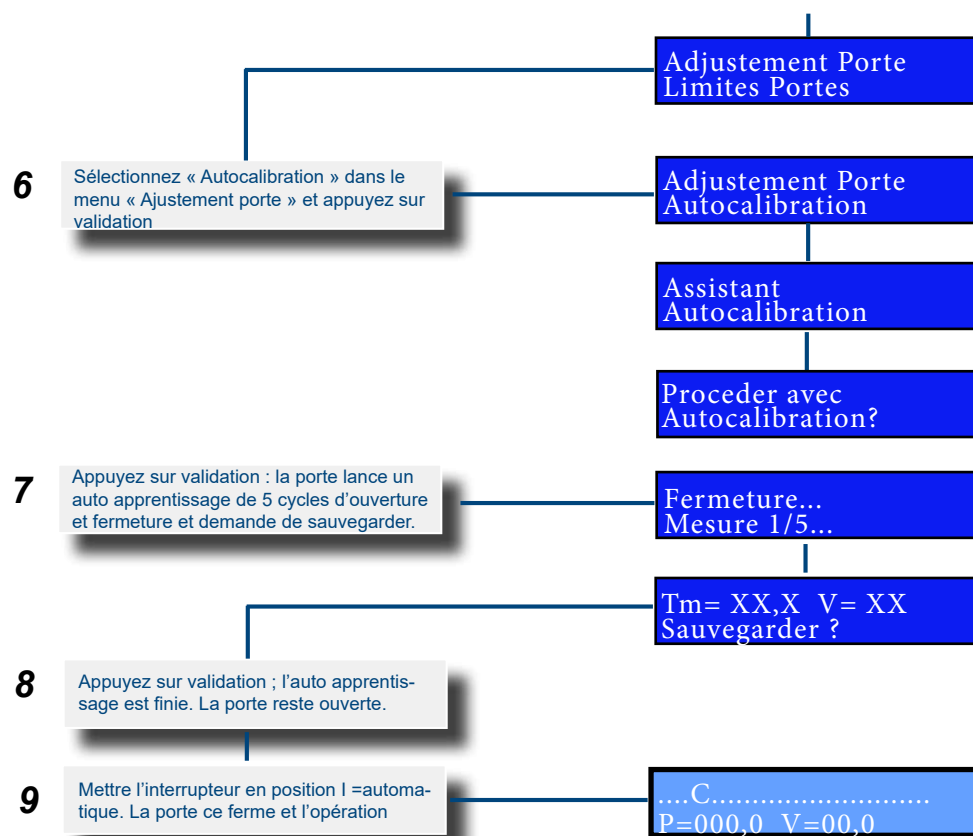 Adjustement Porte
Limites Portes
6
Sélectionnez « Autocalibration » dans le
menu « Ajustement porte » et appuyez sur
validation
Adjustement Porte
Autocalibration
Assistant
Autocalibration
Proceder avec
Autocalibration?
7
Appuyez sur validation : la porte lance un
auto apprentissage de 5 cycles d’ouverture
et fermeture et demande de sauvegarder.
Fermeture...
Mesure 1/5...
Tm= XX,X V= XX
Sauvegarder ?
8
Appuyez sur validation ; l’auto apprentis-
sage est finie. La porte reste ouverte.
9
Mettre l’interrupteur en position I =automa-
tique. La porte ce ferme et l’opération
....C..........................
P=000,0 V=00,0